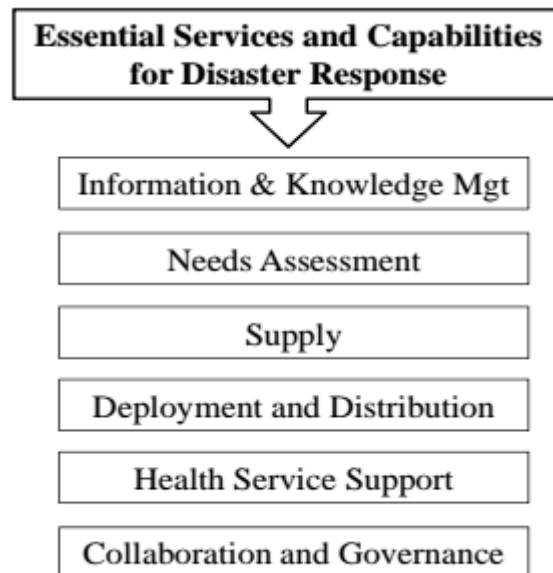 Essential Services and Capabilities
for Disaster Response
Information & Knowledge Mgt
Needs Assessment
Supply
Deployment and Distribution
Health Service Support
Collaboration and Governance